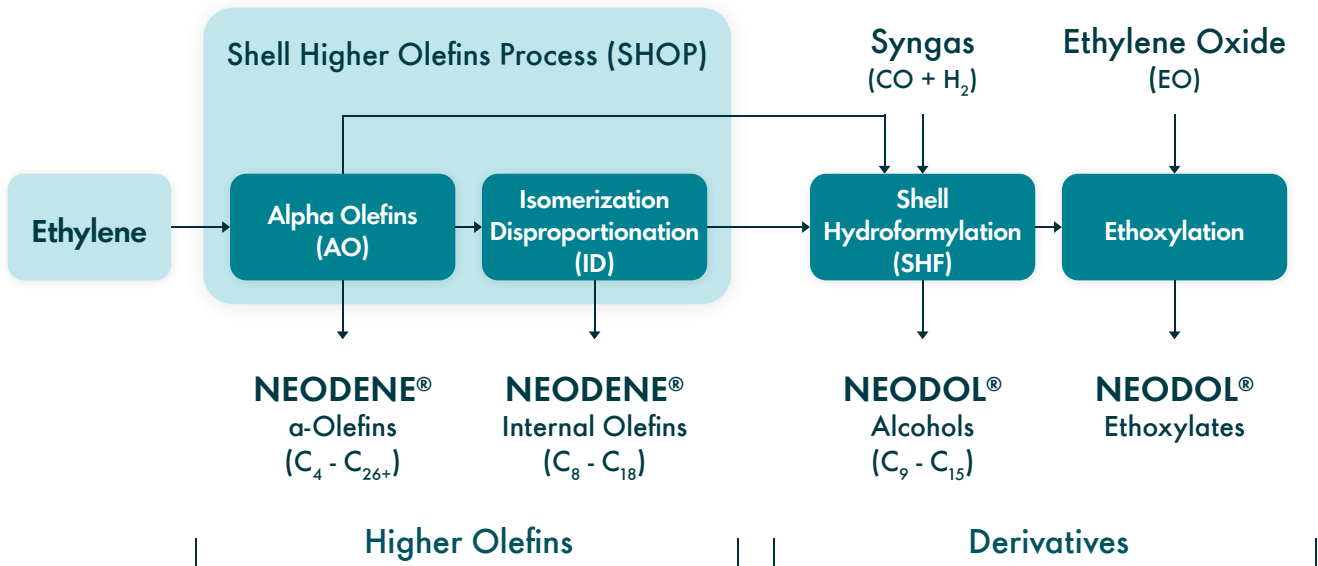 Shell Higher Olefins Process (SHOP)
Syngas
(CO + H₂)
Ethylene Oxide
(EO)
Ethylene
Alpha Olefins
(AO)
Isomerization
Disproportionation
(ID)
Shell
Hydroformylation
(SHF)
Ethoxylation
NEODENE®
α-Olefins
(C₄ - C₂₆₊)
NEODENE®
Internal Olefins
(C₈ - C₁₈)
NEODOL®
Alcohols
(C₉ - C₁₅)
NEODOL®
Ethoxylates
Higher Olefins
Derivatives